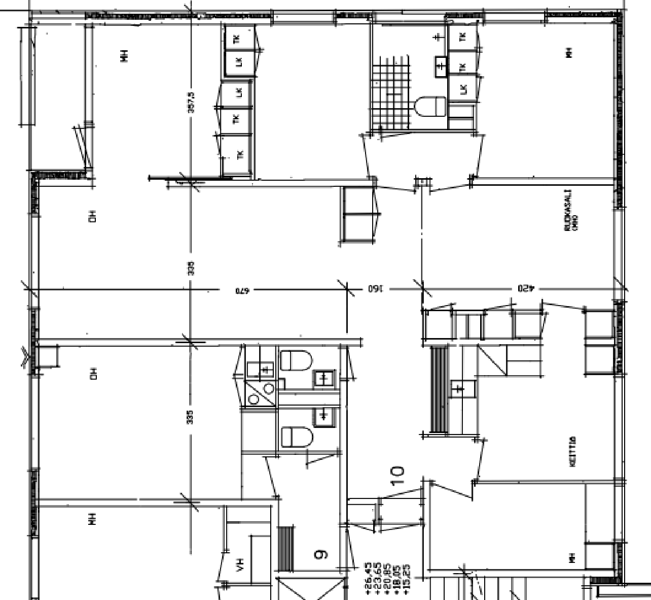 TK
LK
LK
TK
TK
TK
TK
LK
MH
MH
357,5
OH
RUOKASALI
(MH)
335
670
160
420
OH
335
KEITTIÖ
10
MH
VH
9
MH
+26,45
+23,65
+20,85
+18,05
+15,25